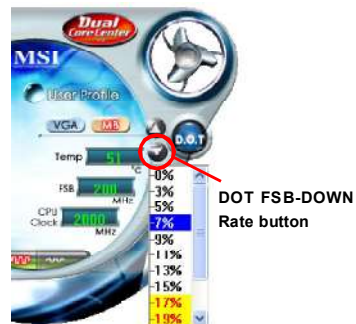 Dual
Core Center
MSI
User Profile
VGA
MB
D.O.T
Temp 51 °C
FSB 200 MHz
CPU Clock 2000 MHz
-0%
-3%
-5%
-7%
-9%
-11%
-13%
-15%
-17%
-19%
DOT FSB-DOWN
Rate button